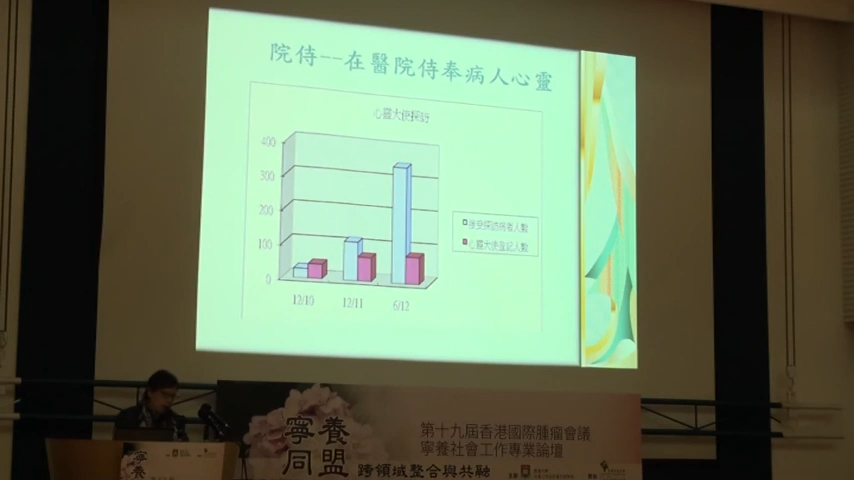 院侍--在醫院侍奉病人心靈
心靈大使探訪
400
300
200
100
0
12/10
12/11
6/12
接受探訪病者人數
心靈大使登記人數
寧養
同盟
跨領域整合與共融
第十九屆香港國際腫瘤會議
寧養社會工作專業論壇
寧養